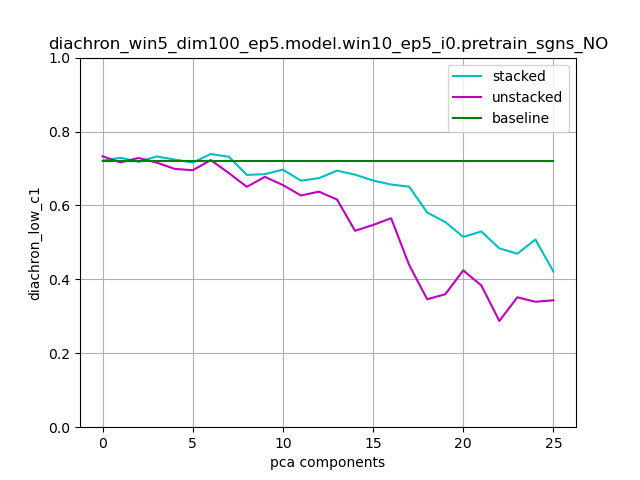 diachron_win5_dim100_ep5.model.win10_ep5_i0.pretrain_sgns_NO
stacked
unstacked
baseline
1.0
0.8
0.6
0.4
0.2
0.0
diachron_low_c1
0 5 10 15 20 25
pca components